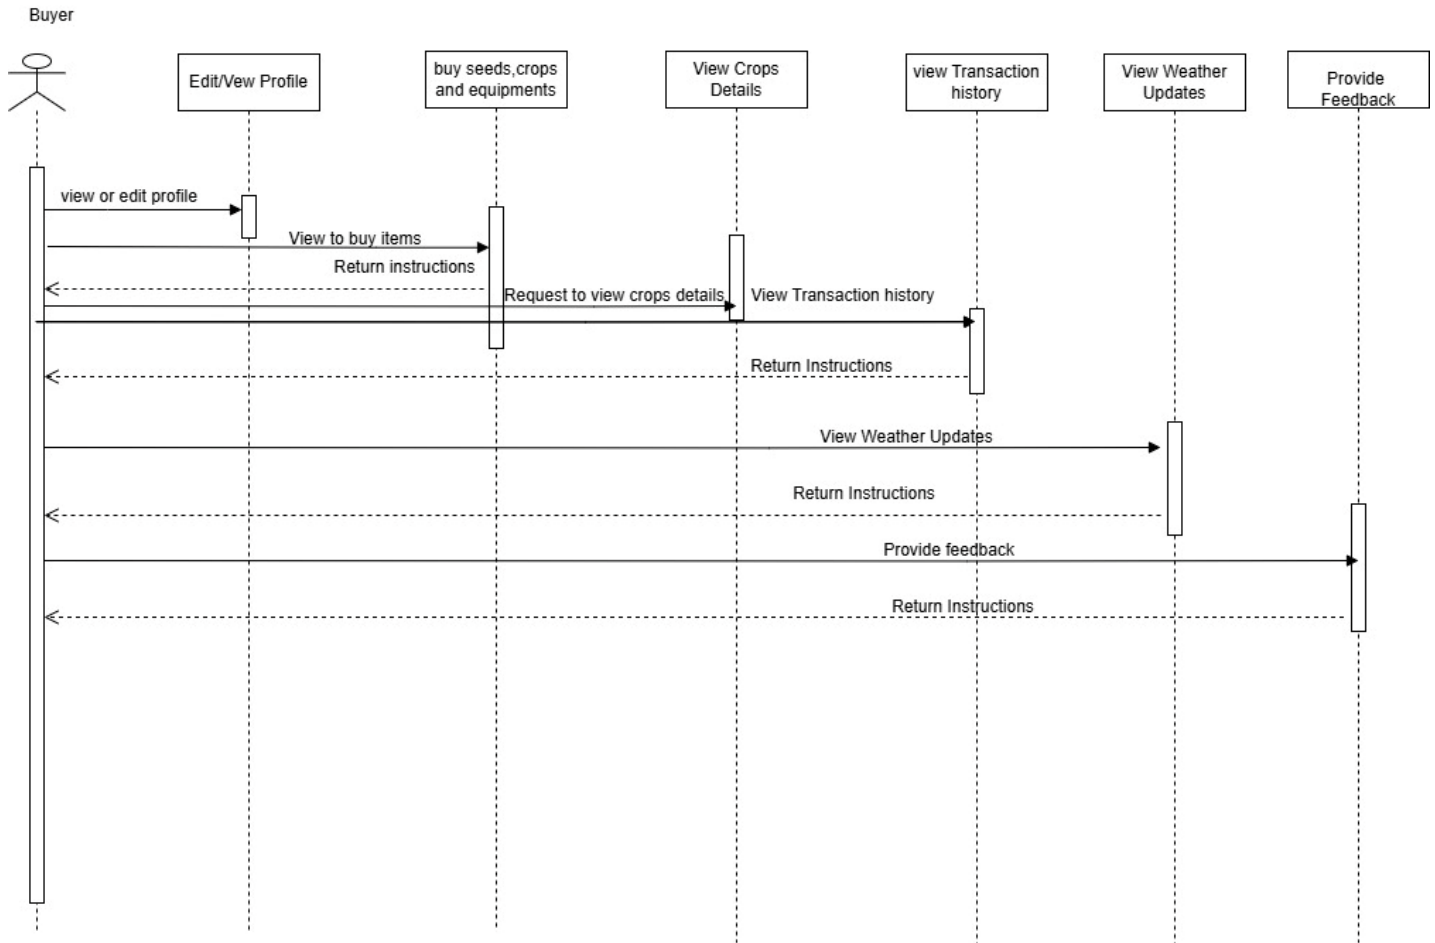 Buyer
Edit/Vew Profile
buy seeds,crops
and equipments
View Crops
Details
view Transaction
history
View Weather
Updates
Provide
Feedback
view or edit profile
View to buy items
Return instructions
Request to view crops details
View Transaction history
Return Instructions
View Weather Updates
Return Instructions
Provide feedback
Return Instructions